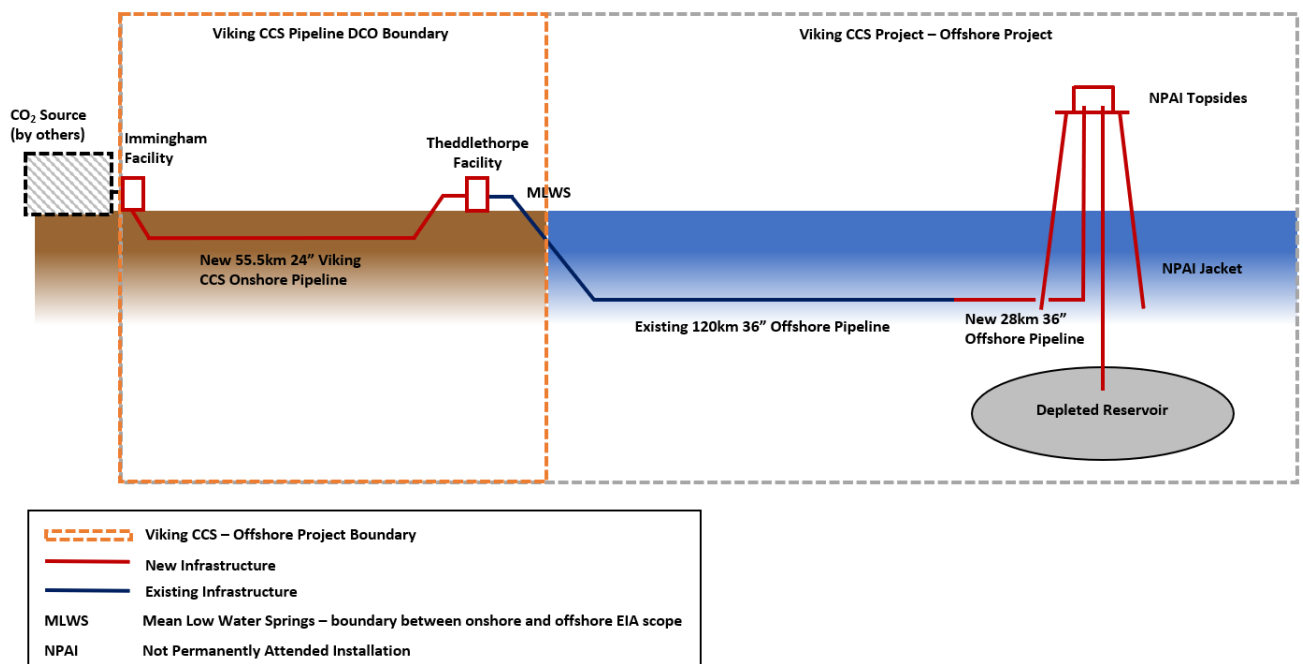 Viking CCS Pipeline DCO Boundary
Viking CCS Project – Offshore Project
CO₂ Source
(by others)
Immingham
Facility
Theddlethorpe
Facility
MLWS
NPAI Topsides
New 55.5km 24” Viking
CCS Onshore Pipeline
NPAI Jacket
Existing 120km 36” Offshore Pipeline
New 28km 36”
Offshore Pipeline
Depleted Reservoir
Viking CCS – Offshore Project Boundary
New Infrastructure
Existing Infrastructure
MLWS Mean Low Water Springs – boundary between onshore and offshore EIA scope
NPAI Not Permanently Attended Installation